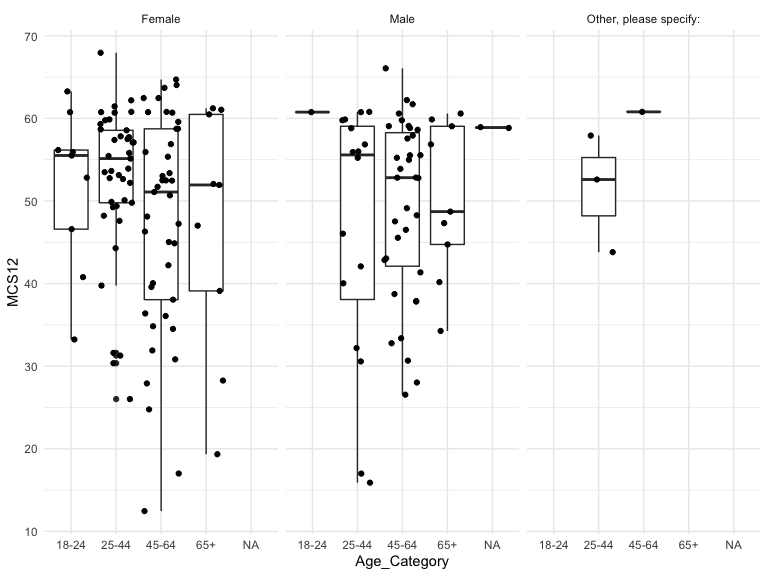 Female Male Other, please specify:
70
60
50
40
30
20
10
MCS12
18-24 25-44 45-64 65+ NA 18-24 25-44 45-64 65+ NA 18-24 25-44 45-64 65+ NA
Age_Category